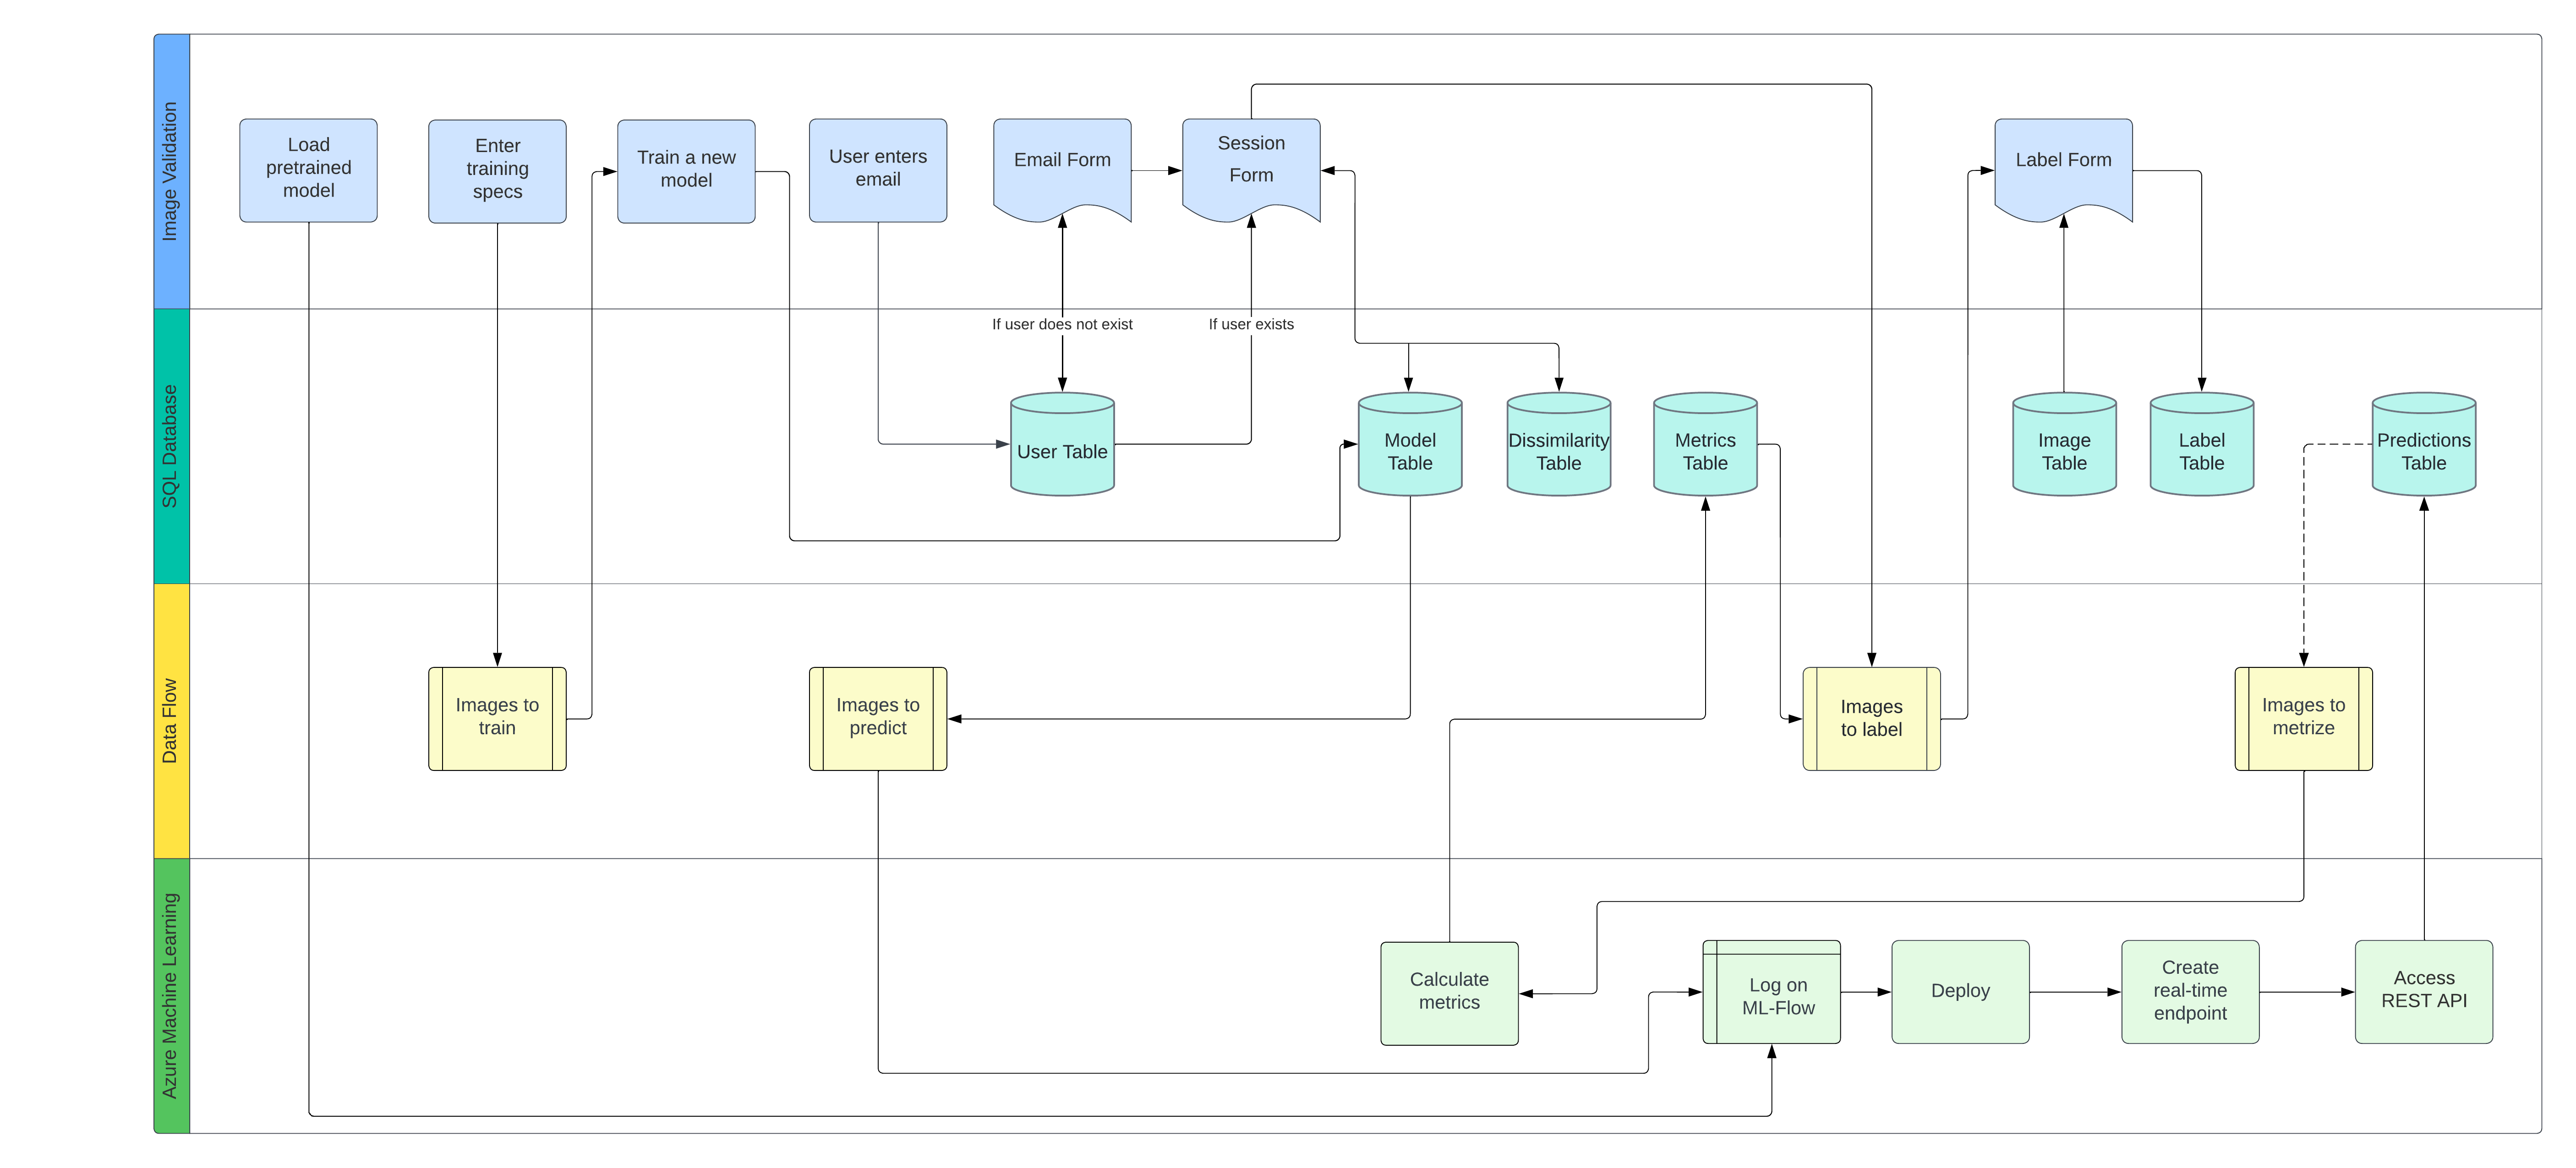 Image Validation
Load
pretrained
model
Enter
training
specs
Train a new
model
User enters
email
Email Form
Session
Form
Label Form
If user does not exist
If user exists
SQL Database
User Table
Model
Table
Dissimilarity
Table
Metrics
Table
Image
Table
Label
Table
Predictions
Table
Data Flow
Images to
train
Images to
predict
Images
to label
Images to
metrize
Azure Machine Learning
Calculate
metrics
Log on
ML-Flow
Deploy
Create
real-time
endpoint
Access
REST API